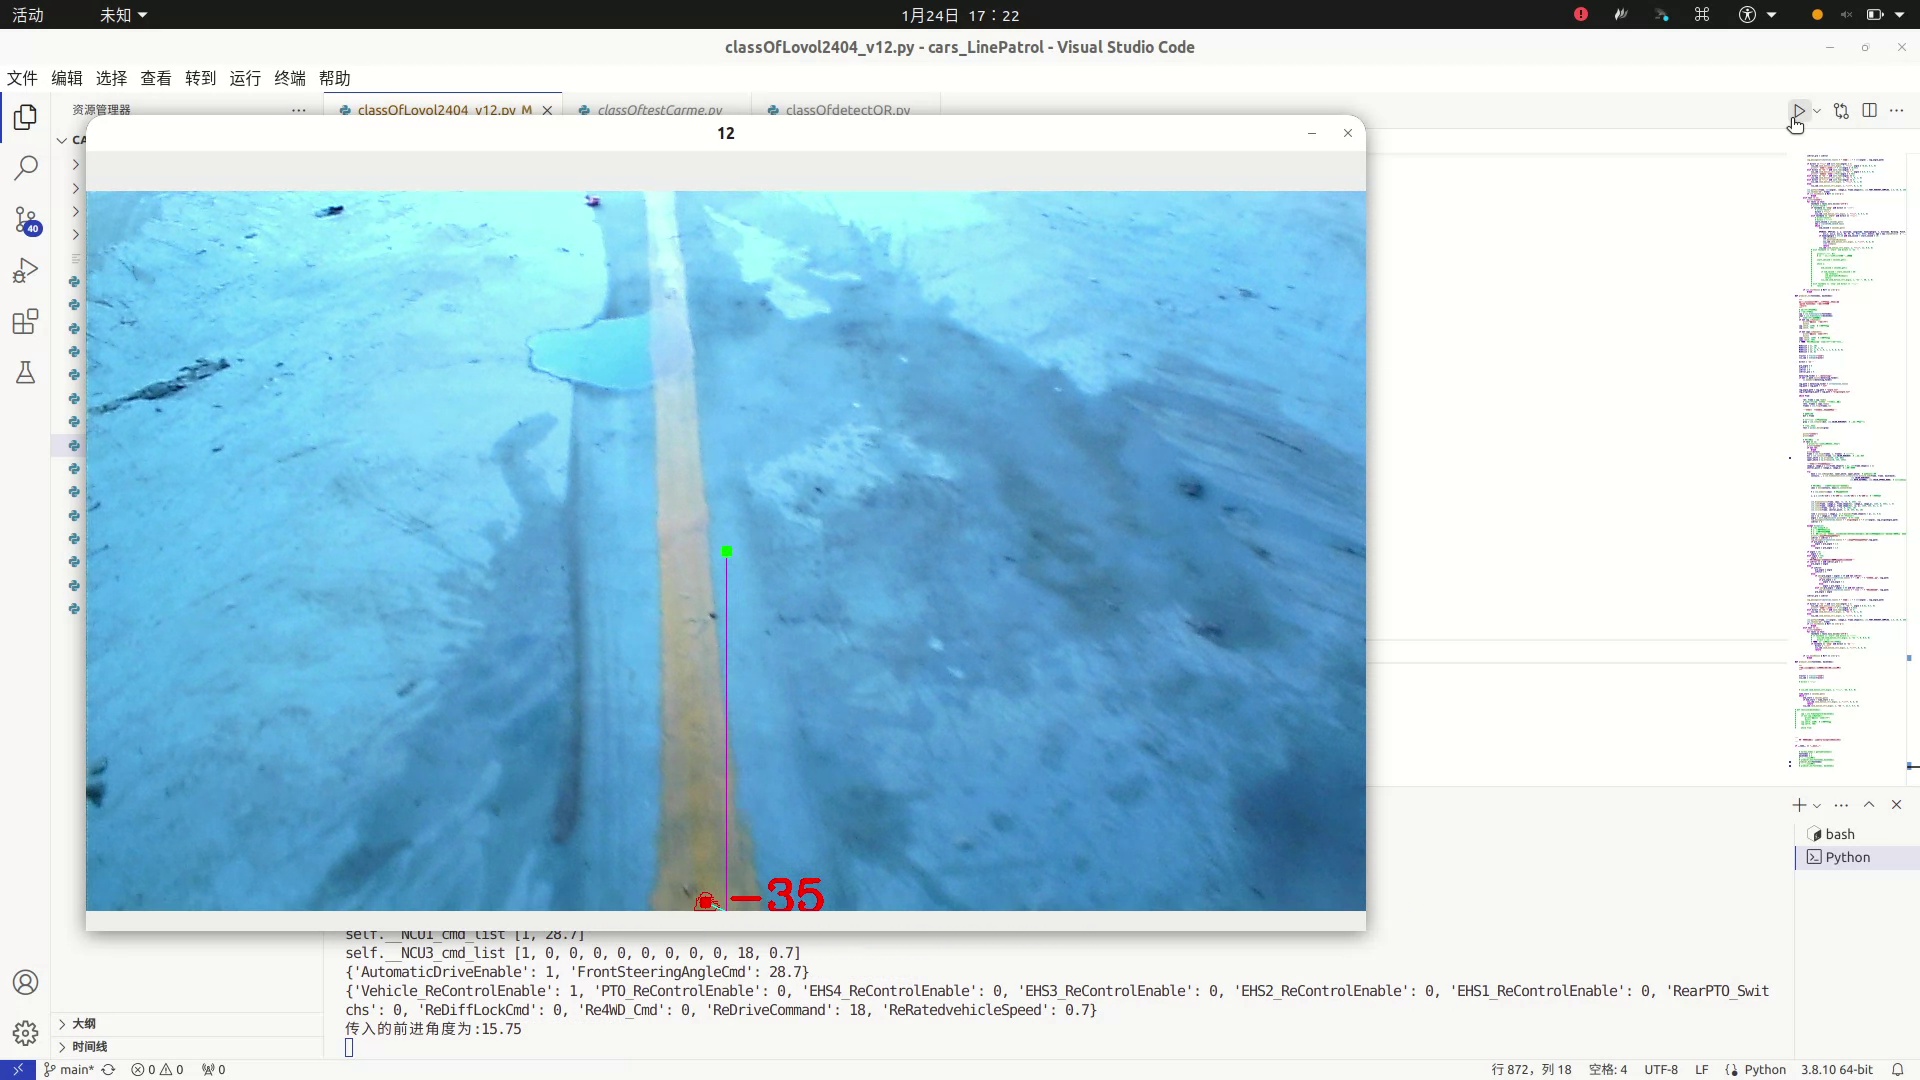 活动
未知
1月24日 17：22
classOfLovol2404_v12.py - cars_LinePatrol - Visual Studio Code
文件 编辑 选择 查看 转到 运行 终端 帮助
资源管理器
classOfLovol2404_v12.py M
classOftestCarme.py
classOfdetectQR.py
CA
12
40
-35
bash
Python
self.__NCU1_cmd_list [1, 28.7]
self.__NCU3_cmd_list [1, 0, 0, 0, 0, 0, 0, 0, 0, 18, 0.7]
{'AutomaticDriveEnable': 1, 'FrontSteeringAngleCmd': 28.7}
{'Vehicle_ReControlEnable': 1, 'PTO_ReControlEnable': 0, 'EHS4_ReControlEnable': 0, 'EHS3_ReControlEnable': 0, 'EHS2_ReControlEnable': 0, 'EHS1_ReControlEnable': 0, 'RearPTO_Swit
chs': 0, 'ReDiffLockCmd': 0, 'Re4WD_Cmd': 0, 'ReDriveCommand': 18, 'ReRatedvehicleSpeed': 0.7}
传入的前进角度为:15.75
大纲
时间线
main* 0 0 0
行 872，列 18 空格: 4 UTF-8 LF Python 3.8.10 64-bit